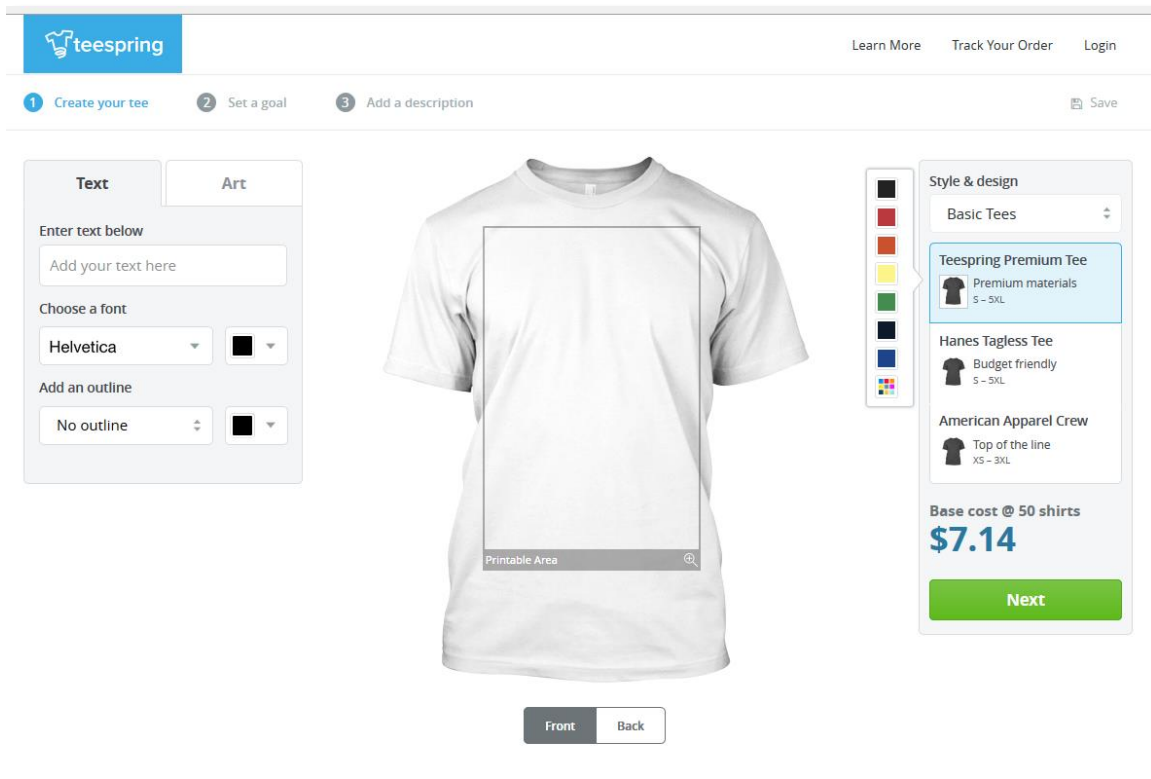 teespring
Learn More Track Your Order Login
1 Create your tee 2 Set a goal 3 Add a description Save
Text Art
Enter text below
Add your text here
Choose a font
Helvetica
Add an outline
No outline
Printable Area
Front Back
Style & design
Basic Tees
Teespring Premium Tee
Premium materials
S – 5XL
Hanes Tagless Tee
Budget friendly
S – 5XL
American Apparel Crew
Top of the line
XS – 3XL
Base cost @ 50 shirts
$7.14
Next